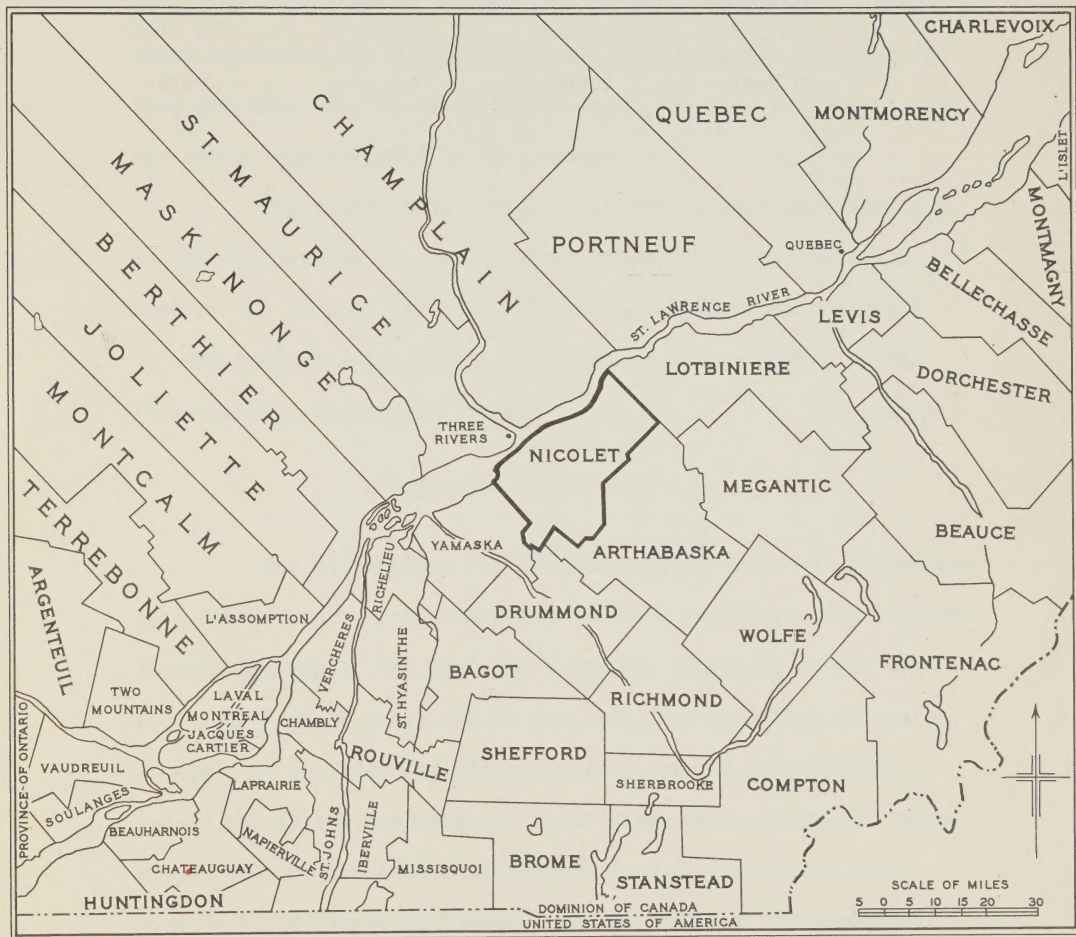 CHARLEVOIX
QUEBEC
MONTMORENCY
L'ISLET
CHAMPLAIN
ST. MAURICE
MASKINONGE
BERTHIER
JOLIETTE
MONTCALM
TERREBONNE
ARGENTEUIL
PORTNEUF
QUEBEC
MONTMAGNY
BELLECHASSE
ST. LAWRENCE RIVER
LEVIS
LOTBINIERE
DORCHESTER
THREE
RIVERS
NICOLET
MEGANTIC
BEAUCE
YAMASKA
ARTHABASKA
RICHELIEU
L'ASSOMPTION
VERCHERES
ST. HYASINTHE
DRUMMOND
WOLFE
BAGOT
FRONTENAC
TWO
MOUNTAINS
LAVAL
MONTREAL
JACQUES
CARTIER
CHAMBLY
RICHMOND
PROVINCE-OF ONTARIO
VAUDREUIL
SOULANGES
ROUVILLE
SHEFFORD
SHERBROOKE
COMPTON
LAPRAIRIE
BEAUHARNOIS
NAPIERVILLE
ST. JOHNS
IBERVILLE
CHATEAUGUAY
MISSISQUOI
BROME
STANSTEAD
HUNTINGDON
DOMINION OF CANADA
UNITED STATES OF AMERICA
SCALE OF MILES
5 0 5 10 20 30